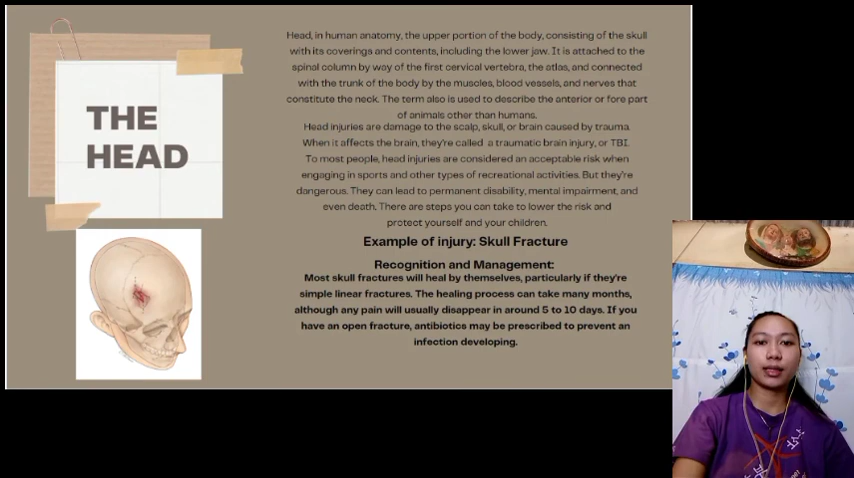 THE
HEAD
Head, in human anatomy, the upper portion of the body, consisting of the skull
with its coverings and contents, including the lower jaw. It is attached to the
spinal column by way of the first cervical vertebra, the atlas, and connected
with the trunk of the body by the muscles, blood vessels, and nerves that
constitute the neck. The term also is used to describe the anterior or fore part
of animals other than humans.
Head injuries are damage to the scalp, skull, or brain caused by trauma.
When it affects the brain, they're called a traumatic brain injury, or TBI.
To most people, head injuries are considered an acceptable risk when
engaging in sports and other types of recreational activities. But they're
dangerous. They can lead to permanent disability, mental impairment, and
even death. There are steps you can take to lower the risk and
protect yourself and your children.
Example of injury: Skull Fracture
Recognition and Management:
Most skull fractures will heal by themselves, particularly if they're
simple linear fractures. The healing process can take many months,
although any pain will usually disappear in around 5 to 10 days. If you
have an open fracture, antibiotics may be prescribed to prevent an
infection developing.